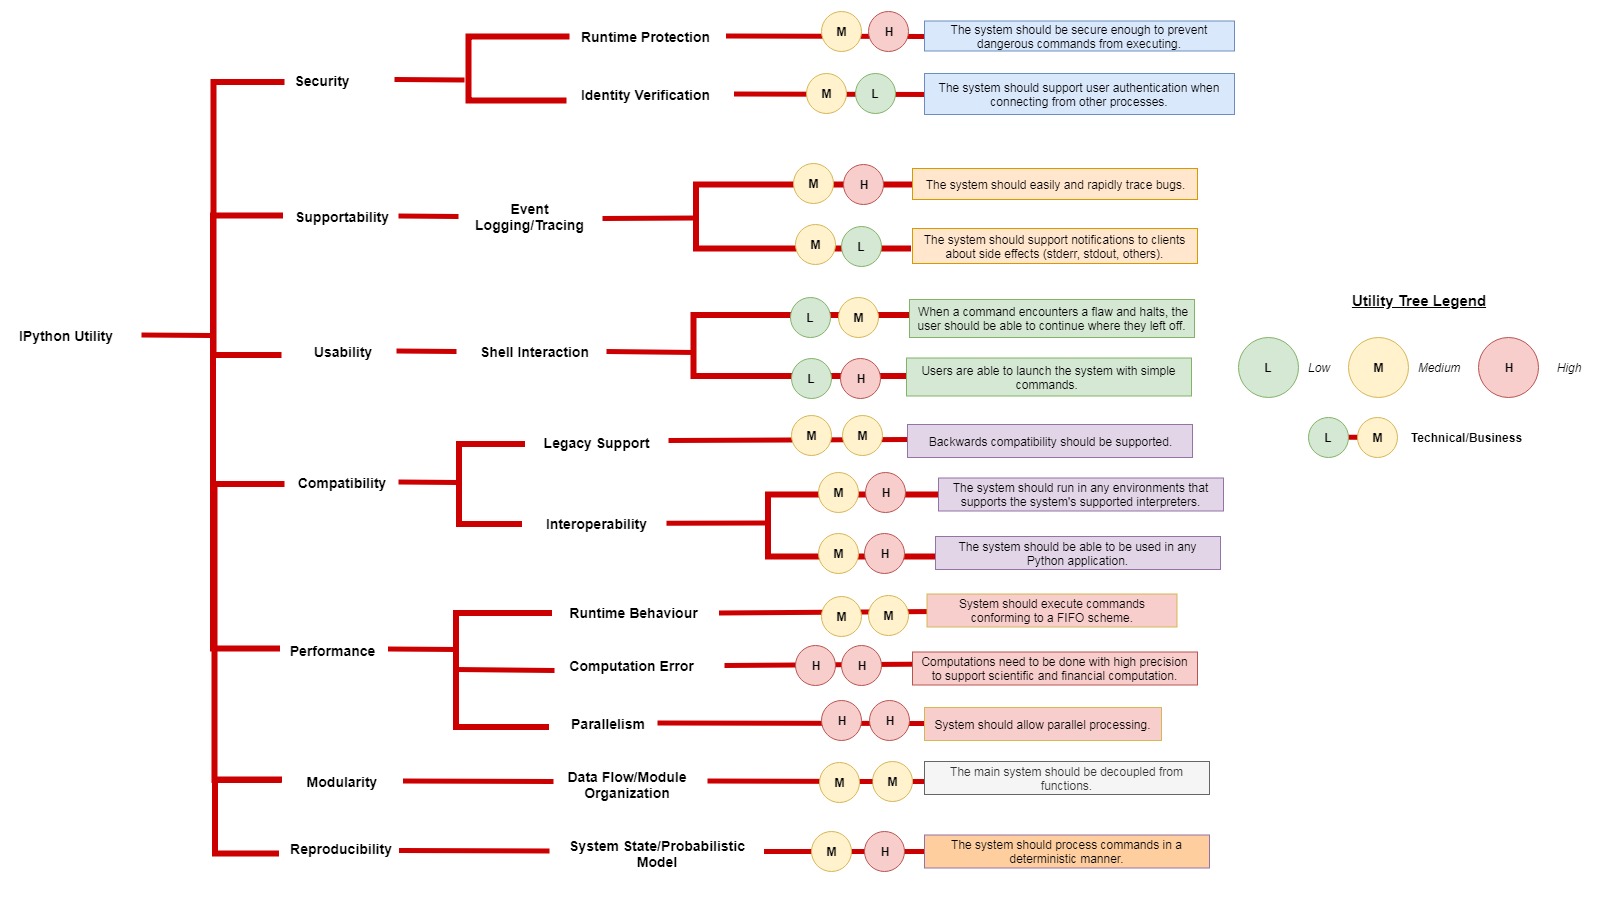 Runtime Protection
M
H
The system should be secure enough to prevent
dangerous commands from executing.
Security
Identity Verification
M
L
The system should support user authentication when
connecting from other processes.
Supportability
Event
Logging/Tracing
M
H
The system should easily and rapidly trace bugs.
M
L
The system should support notifications to clients
about side effects (stderr, stdout, others).
IPython Utility
Usability
Shell Interaction
L
M
When a command encounters a flaw and halts, the
user should be able to continue where they left off.
L
H
Users are able to launch the system with simple
commands.
Compatibility
Legacy Support
M
M
Backwards compatibility should be supported.
Interoperability
M
H
The system should run in any environments that
supports the system's supported interpreters.
M
H
The system should be able to be used in any
Python application.
Performance
Runtime Behaviour
M
M
System should execute commands
conforming to a FIFO scheme.
Computation Error
H
H
Computations need to be done with high precision
to support scientific and financial computation.
Parallelism
H
H
System should allow parallel processing.
Modularity
Data Flow/Module
Organization
M
M
The main system should be decoupled from
functions.
Reproducibility
System State/Probabilistic
Model
M
H
The system should process commands in a
deterministic manner.
Utility Tree Legend
L
Low
M
Medium
H
High
L
M
Technical/Business